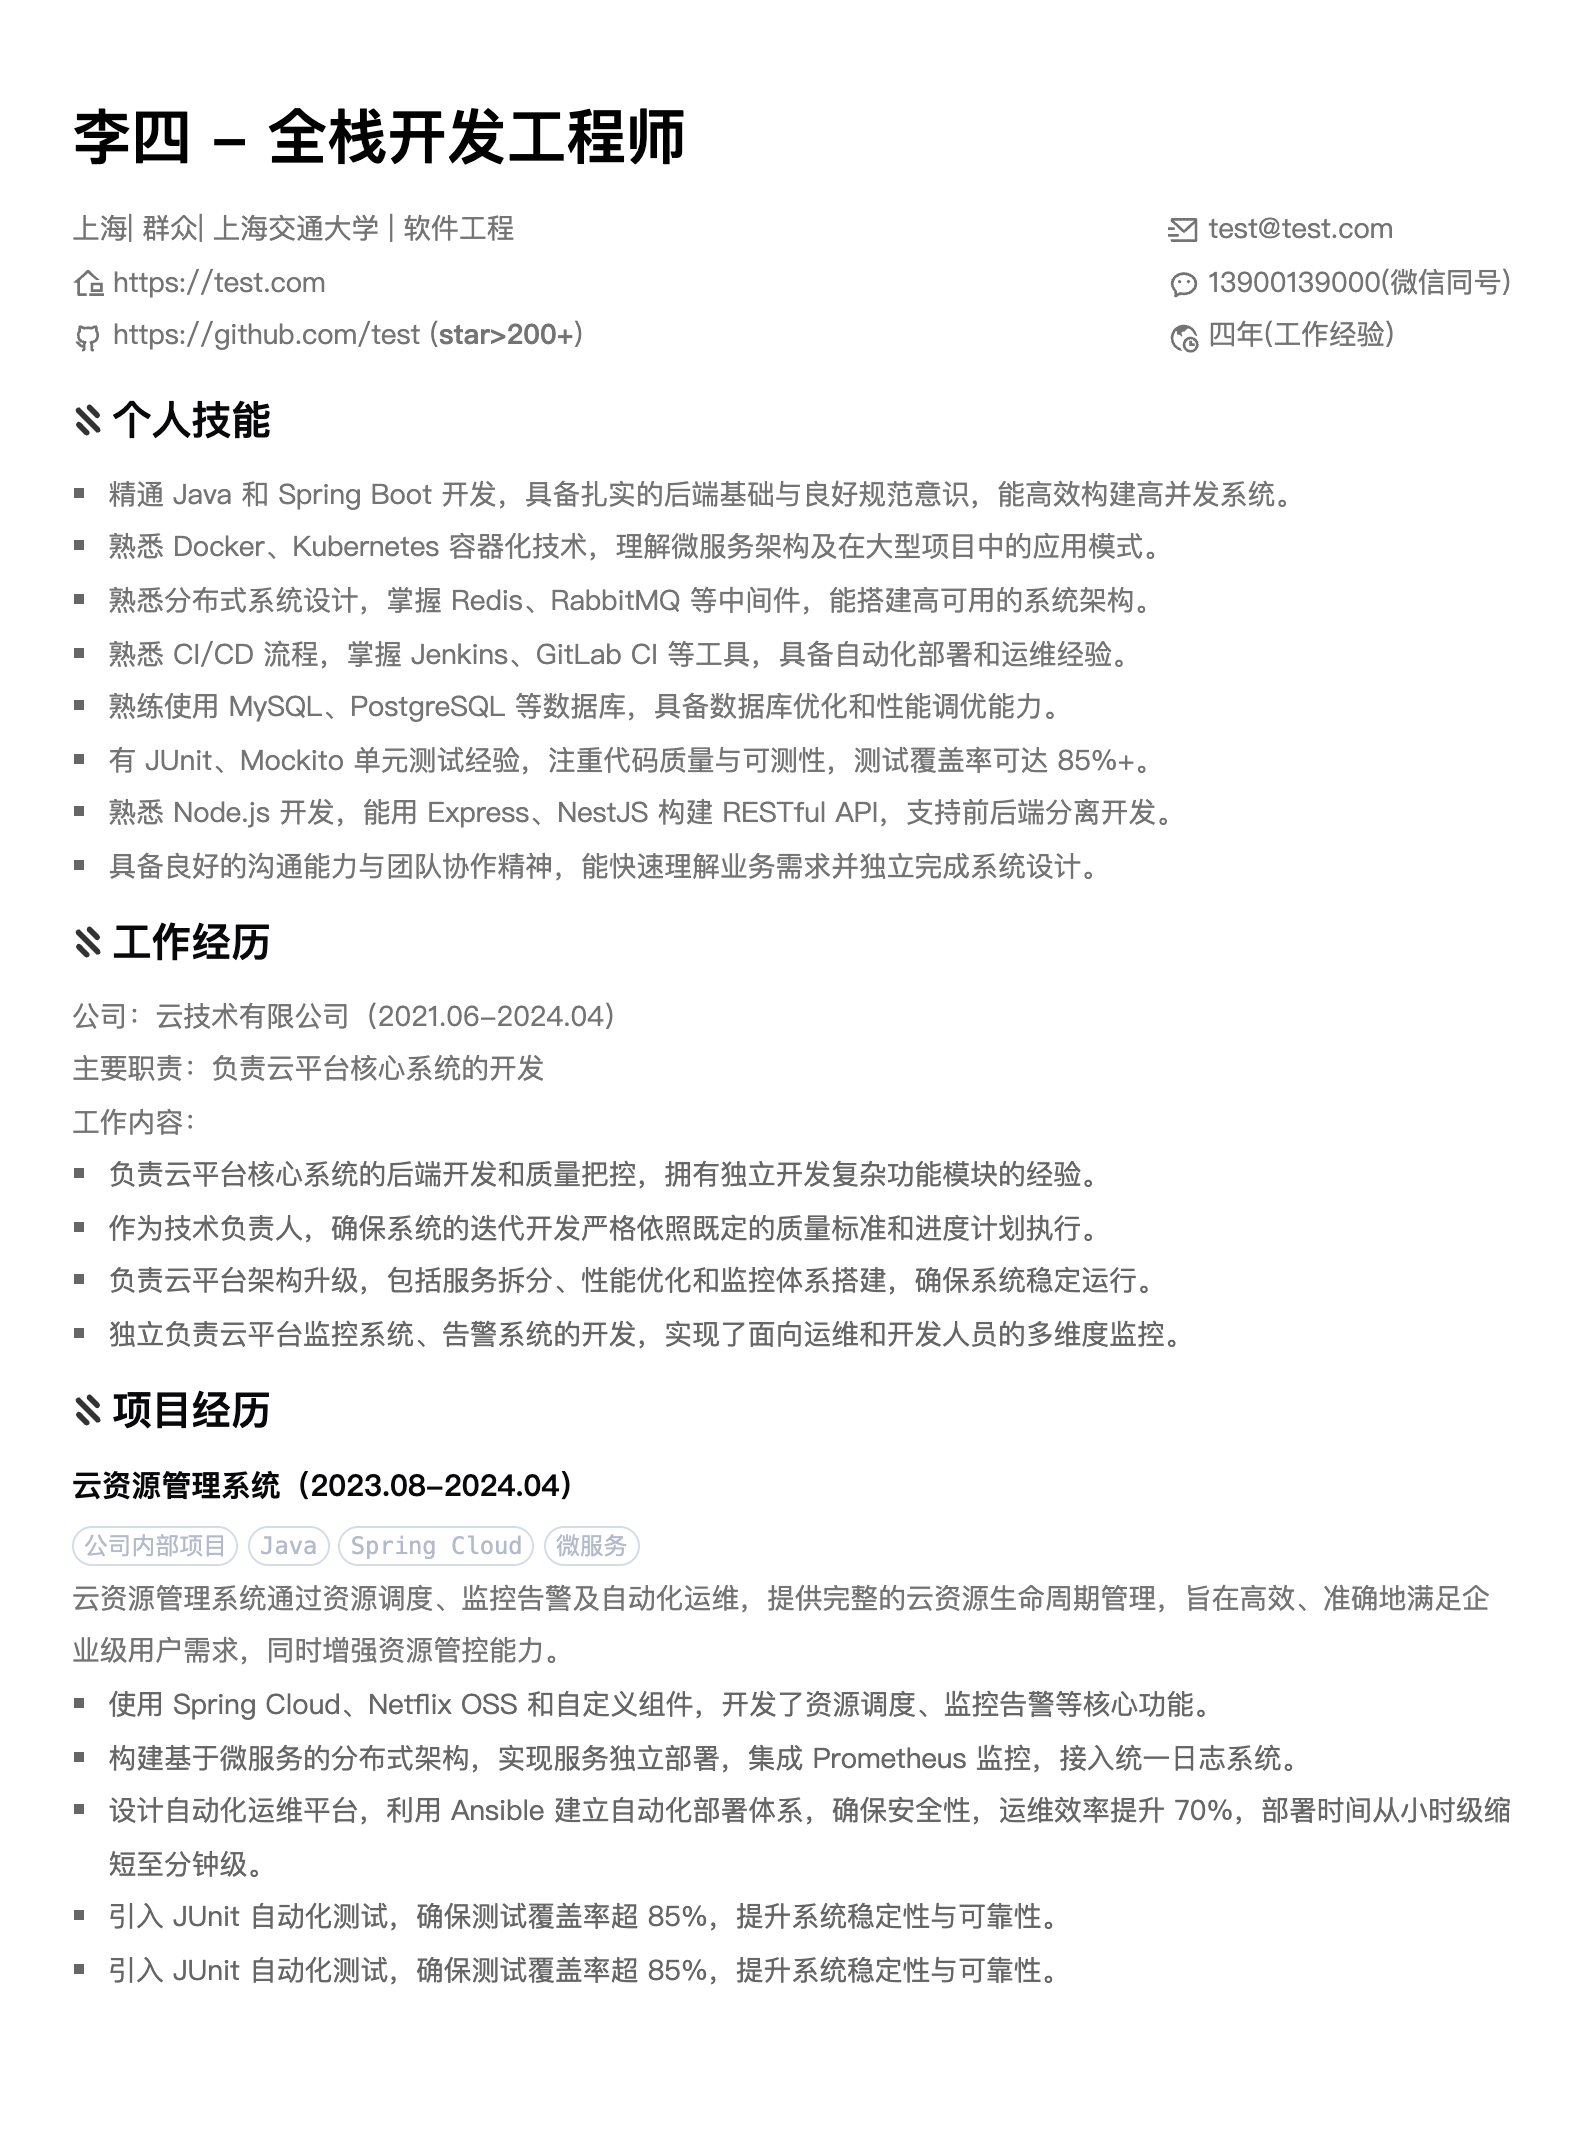 李四 - 全栈开发工程师
上海| 群众| 上海交通大学 | 软件工程
test@test.com
https://test.com
13900139000(微信同号)
https://github.com/test (star>200+)
四年(工作经验)
个人技能
精通 Java 和 Spring Boot 开发，具备扎实的后端基础与良好规范意识，能高效构建高并发系统。
熟悉 Docker、Kubernetes 容器化技术，理解微服务架构及在大型项目中的应用模式。
熟悉分布式系统设计，掌握 Redis、RabbitMQ 等中间件，能搭建高可用的系统架构。
熟悉 CI/CD 流程，掌握 Jenkins、GitLab CI 等工具，具备自动化部署和运维经验。
熟练使用 MySQL、PostgreSQL 等数据库，具备数据库优化和性能调优能力。
有 JUnit、Mockito 单元测试经验，注重代码质量与可测性，测试覆盖率可达 85%+。
熟悉 Node.js 开发，能用 Express、NestJS 构建 RESTful API，支持前后端分离开发。
具备良好的沟通能力与团队协作精神，能快速理解业务需求并独立完成系统设计。
工作经历
公司：云技术有限公司（2021.06-2024.04）
主要职责：负责云平台核心系统的开发
工作内容：
负责云平台核心系统的后端开发和质量把控，拥有独立开发复杂功能模块的经验。
作为技术负责人，确保系统的迭代开发严格依照既定的质量标准和进度计划执行。
负责云平台架构升级，包括服务拆分、性能优化和监控体系搭建，确保系统稳定运行。
独立负责云平台监控系统、告警系统的开发，实现了面向运维和开发人员的多维度监控。
项目经历
云资源管理系统（2023.08-2024.04）
公司内部项目 Java Spring Cloud 微服务
云资源管理系统通过资源调度、监控告警及自动化运维，提供完整的云资源生命周期管理，旨在高效、准确地满足企
业级用户需求，同时增强资源管控能力。
使用 Spring Cloud、Netflix OSS 和自定义组件，开发了资源调度、监控告警等核心功能。
构建基于微服务的分布式架构，实现服务独立部署，集成 Prometheus 监控，接入统一日志系统。
设计自动化运维平台，利用 Ansible 建立自动化部署体系，确保安全性，运维效率提升 70%，部署时间从小时级缩
短至分钟级。
引入 JUnit 自动化测试，确保测试覆盖率超 85%，提升系统稳定性与可靠性。
引入 JUnit 自动化测试，确保测试覆盖率超 85%，提升系统稳定性与可靠性。